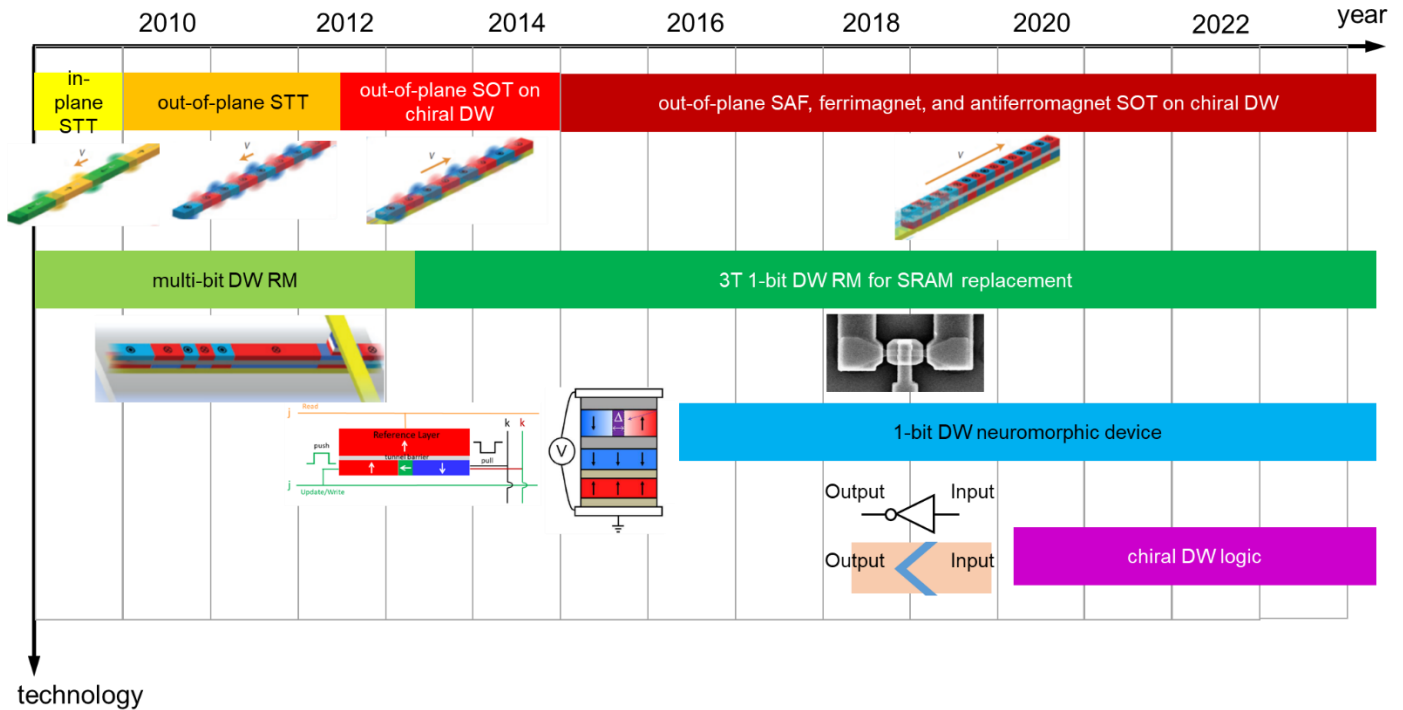 2010 2012 2014 2016 2018 2020 2022 year
in-
plane
STT
out-of-plane STT
out-of-plane SOT on
chiral DW
out-of-plane SAF, ferrimagnet, and antiferromagnet SOT on chiral DW
v
v
v
v
multi-bit DW RM
3T 1-bit DW RM for SRAM replacement
j Read
k k
Reference Layer
push
tunnel barrier
pull
j
Update/Write
Δ
V
1-bit DW neuromorphic device
Output Input
Output Input
chiral DW logic
technology